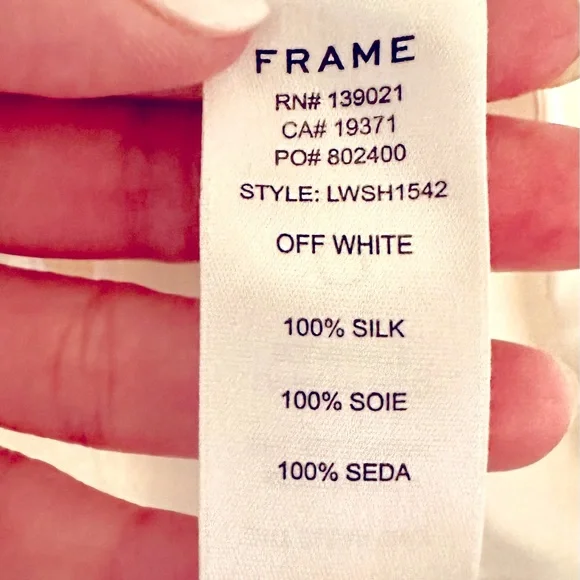 FRAME
RN# 139021
CA# 19371
PO# 802400
STYLE: LWSH1542
OFF WHITE
100% SILK
100% SOIE
100% SEDA